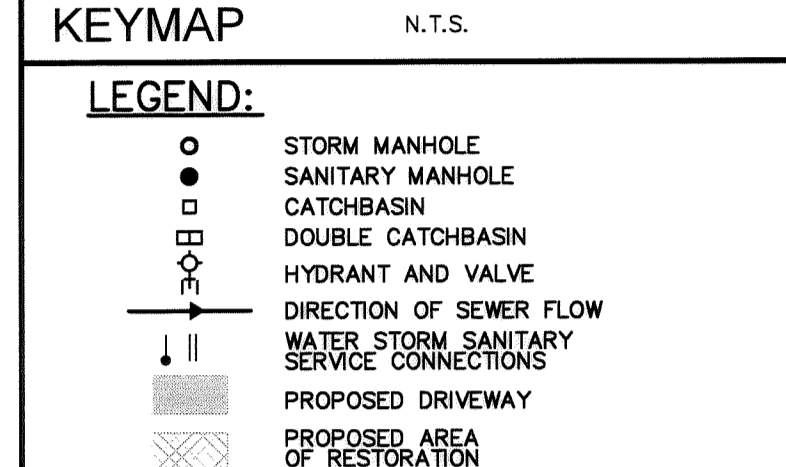 KEYMAP N.T.S.
LEGEND:
STORM MANHOLE
SANITARY MANHOLE
CATCHBASIN
DOUBLE CATCHBASIN
HYDRANT AND VALVE
DIRECTION OF SEWER FLOW
WATER STORM SANITARY
SERVICE CONNECTIONS
PROPOSED DRIVEWAY
PROPOSED AREA
OF RESTORATION